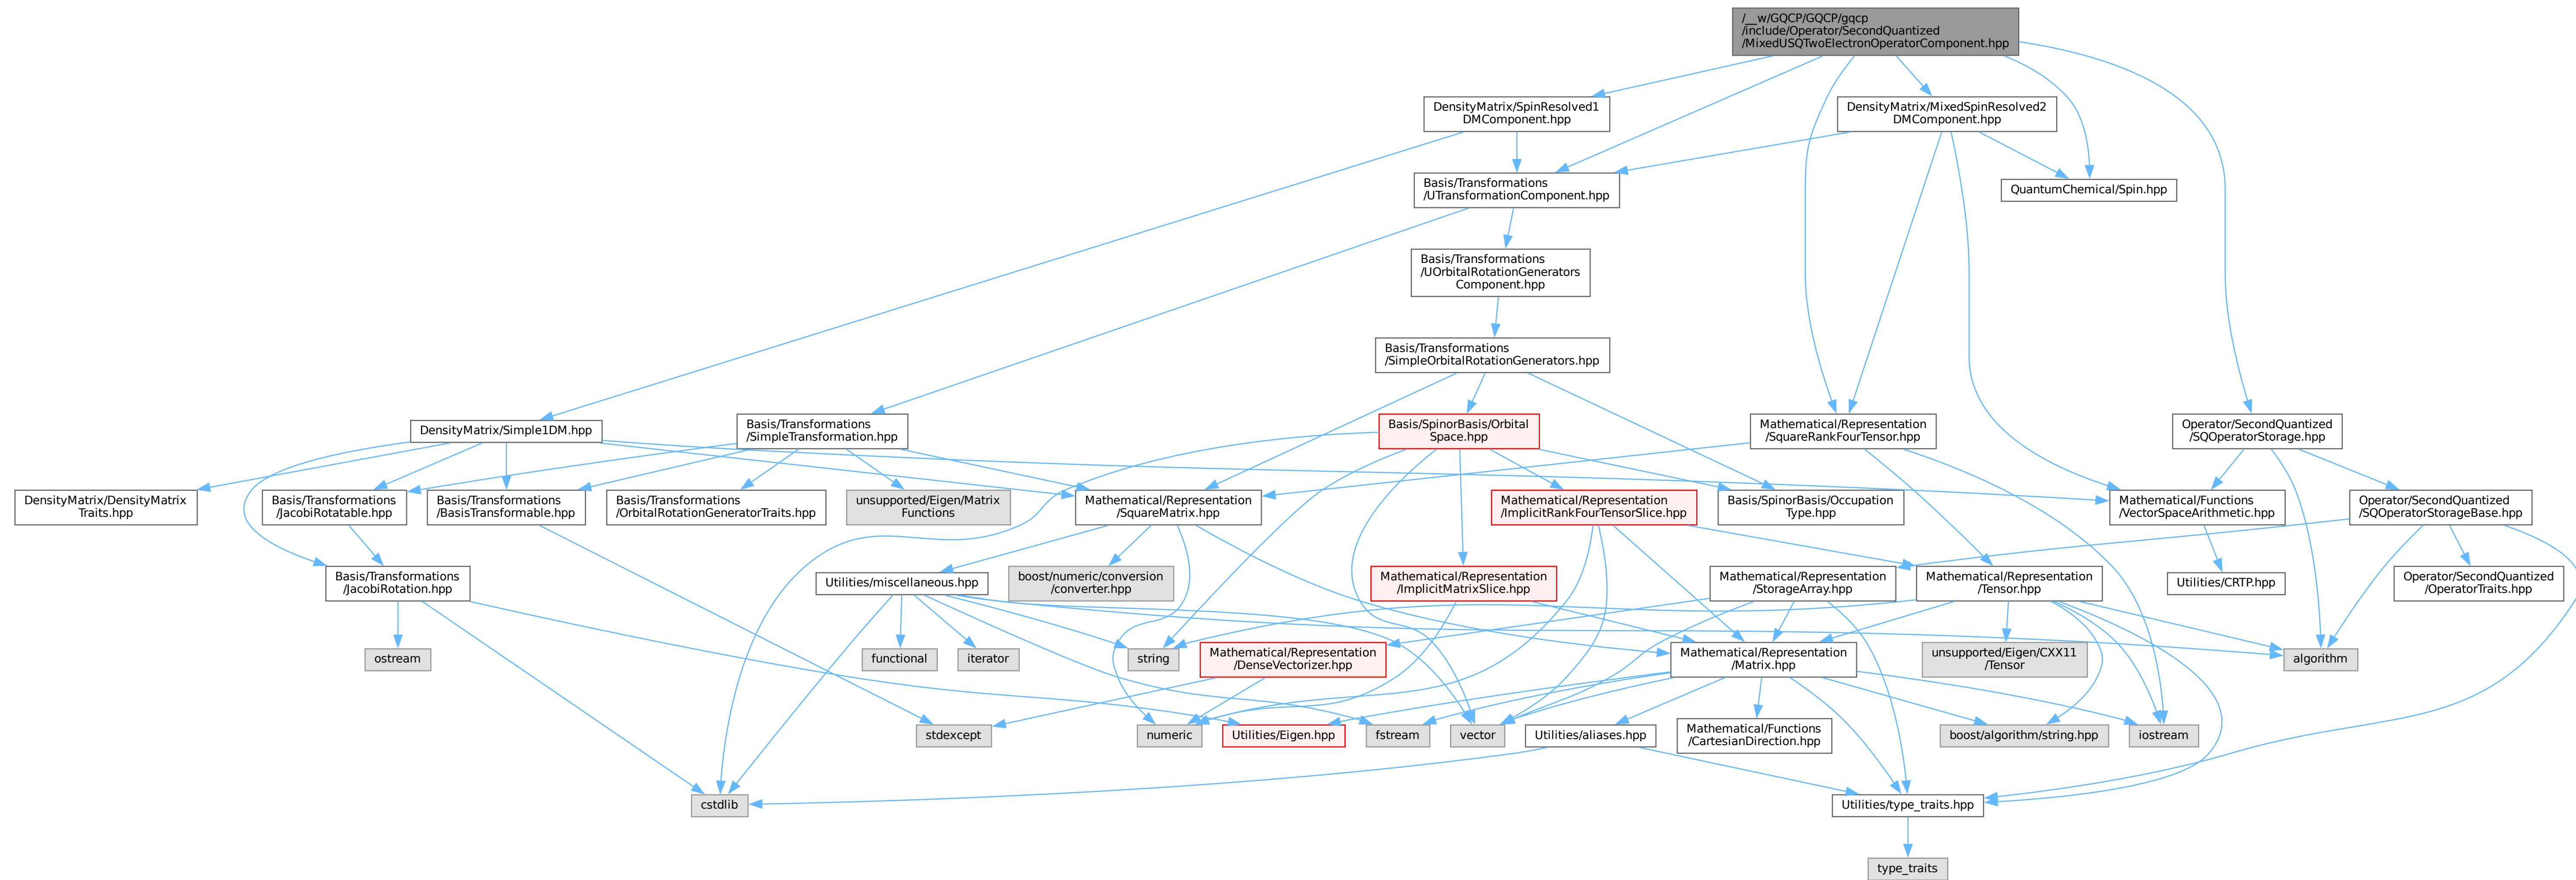 /__w/GQCP/GQCP/gqcp
/include/Operator/SecondQuantized
/MixedUSQTwoElectronOperatorComponent.hpp
DensityMatrix/SpinResolved1
DMComponent.hpp
DensityMatrix/MixedSpinResolved2
DMComponent.hpp
Basis/Transformations
/UTransformationComponent.hpp
QuantumChemical/Spin.hpp
Basis/Transformations
/UOrbitalRotationGenerators
Component.hpp
Basis/Transformations
/SimpleOrbitalRotationGenerators.hpp
DensityMatrix/Simple1DM.hpp
Basis/Transformations
/SimpleTransformation.hpp
Basis/SpinorBasis/Orbital
Space.hpp
Mathematical/Representation
/SquareRankFourTensor.hpp
Operator/SecondQuantized
/SQOperatorStorage.hpp
DensityMatrix/DensityMatrix
Traits.hpp
Basis/Transformations
/JacobiRotatable.hpp
Basis/Transformations
/BasisTransformable.hpp
Basis/Transformations
/OrbitalRotationGeneratorTraits.hpp
unsupported/Eigen/Matrix
Functions
Mathematical/Representation
/SquareMatrix.hpp
Mathematical/Representation
/ImplicitRankFourTensorSlice.hpp
Basis/SpinorBasis/Occupation
Type.hpp
Mathematical/Functions
/VectorSpaceArithmetic.hpp
Operator/SecondQuantized
/SQOperatorStorageBase.hpp
Basis/Transformations
/JacobiRotation.hpp
Utilities/miscellaneous.hpp
boost/numeric/conversion
/converter.hpp
Mathematical/Representation
/ImplicitMatrixSlice.hpp
Mathematical/Representation
/StorageArray.hpp
Mathematical/Representation
/Tensor.hpp
Utilities/CRTP.hpp
Operator/SecondQuantized
/OperatorTraits.hpp
ostream
functional
iterator
string
Mathematical/Representation
/DenseVectorizer.hpp
Mathematical/Representation
/Matrix.hpp
unsupported/Eigen/CXX11
/Tensor
algorithm
stdexcept
numeric
Utilities/Eigen.hpp
fstream
vector
Utilities/aliases.hpp
Mathematical/Functions
/CartesianDirection.hpp
boost/algorithm/string.hpp
iostream
cstdlib
Utilities/type_traits.hpp
type_traits